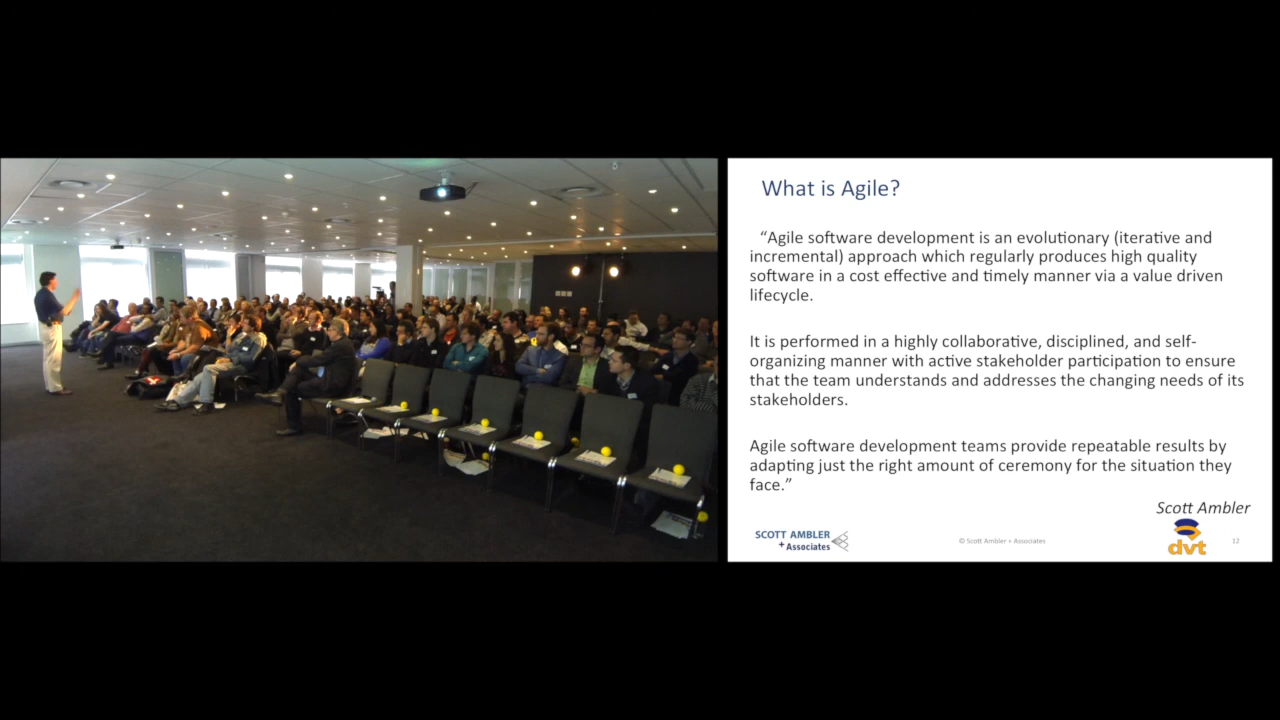 What is Agile?
“Agile software development is an evolutionary (iterative and
incremental) approach which regularly produces high quality
software in a cost effective and timely manner via a value driven
lifecycle.
It is performed in a highly collaborative, disciplined, and self-
organizing manner with active stakeholder participation to ensure
that the team understands and addresses the changing needs of its
stakeholders.
Agile software development teams provide repeatable results by
adapting just the right amount of ceremony for the situation they
face.”
Scott Ambler
SCOTT AMBLER
+ Associates
© Scott Ambler + Associates
dvt
12